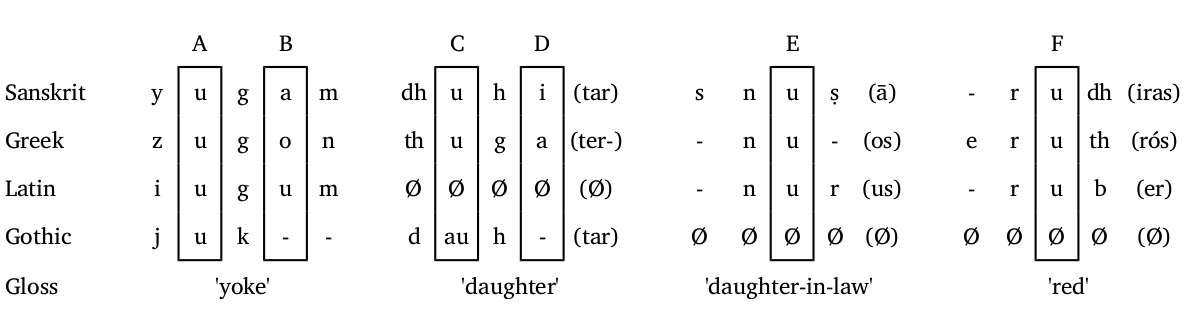 A B C D E F
Sanskrit y u g a m dh u h i (tar) s n u ṣ (ā) - r u dh (iras)
Greek z u g o n th u g a (ter-) - n u - (os) e r u th (rós)
Latin i u g u m Ø Ø Ø Ø (Ø) - n u r (us) - r u b (er)
Gothic j u k - - d au h - (tar) Ø Ø Ø Ø (Ø) Ø Ø Ø Ø (Ø)
Gloss 'yoke' 'daughter' 'daughter-in-law' 'red'